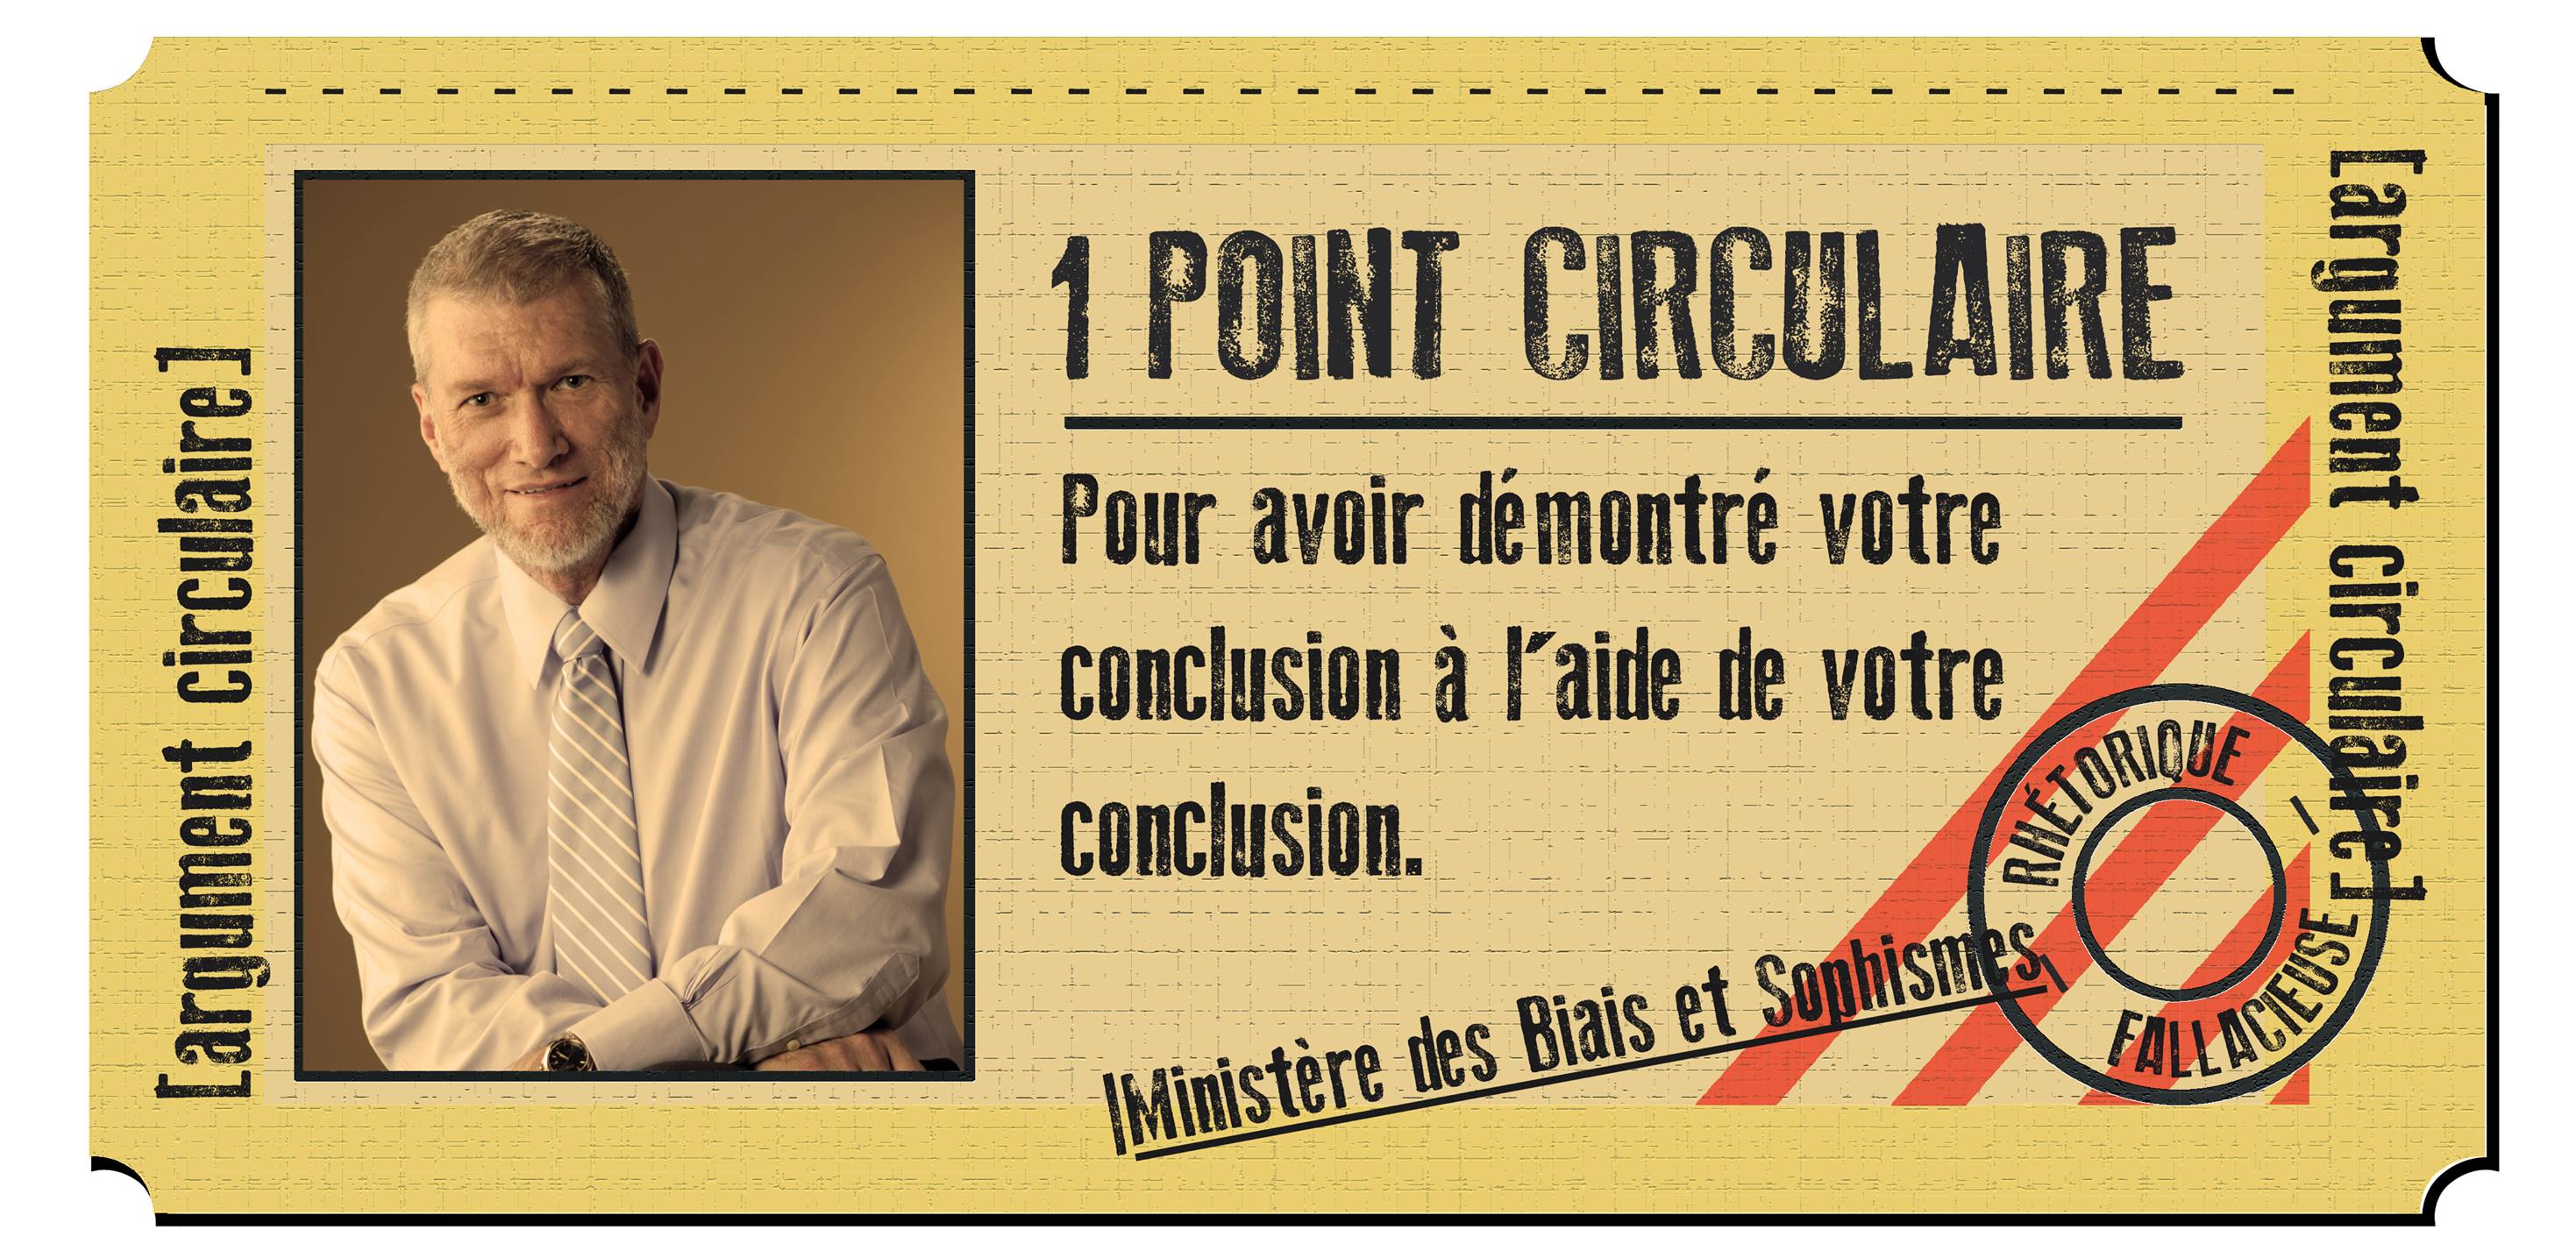 [argument circulaire]
1 POINT CIRCULAIRE
Pour avoir démontré votre
conclusion à l'aide de votre
conclusion.
|Ministère des Biais et Sophismes|
RHÉTORIQUE
FALLACIEUSE
[argument circulaire]